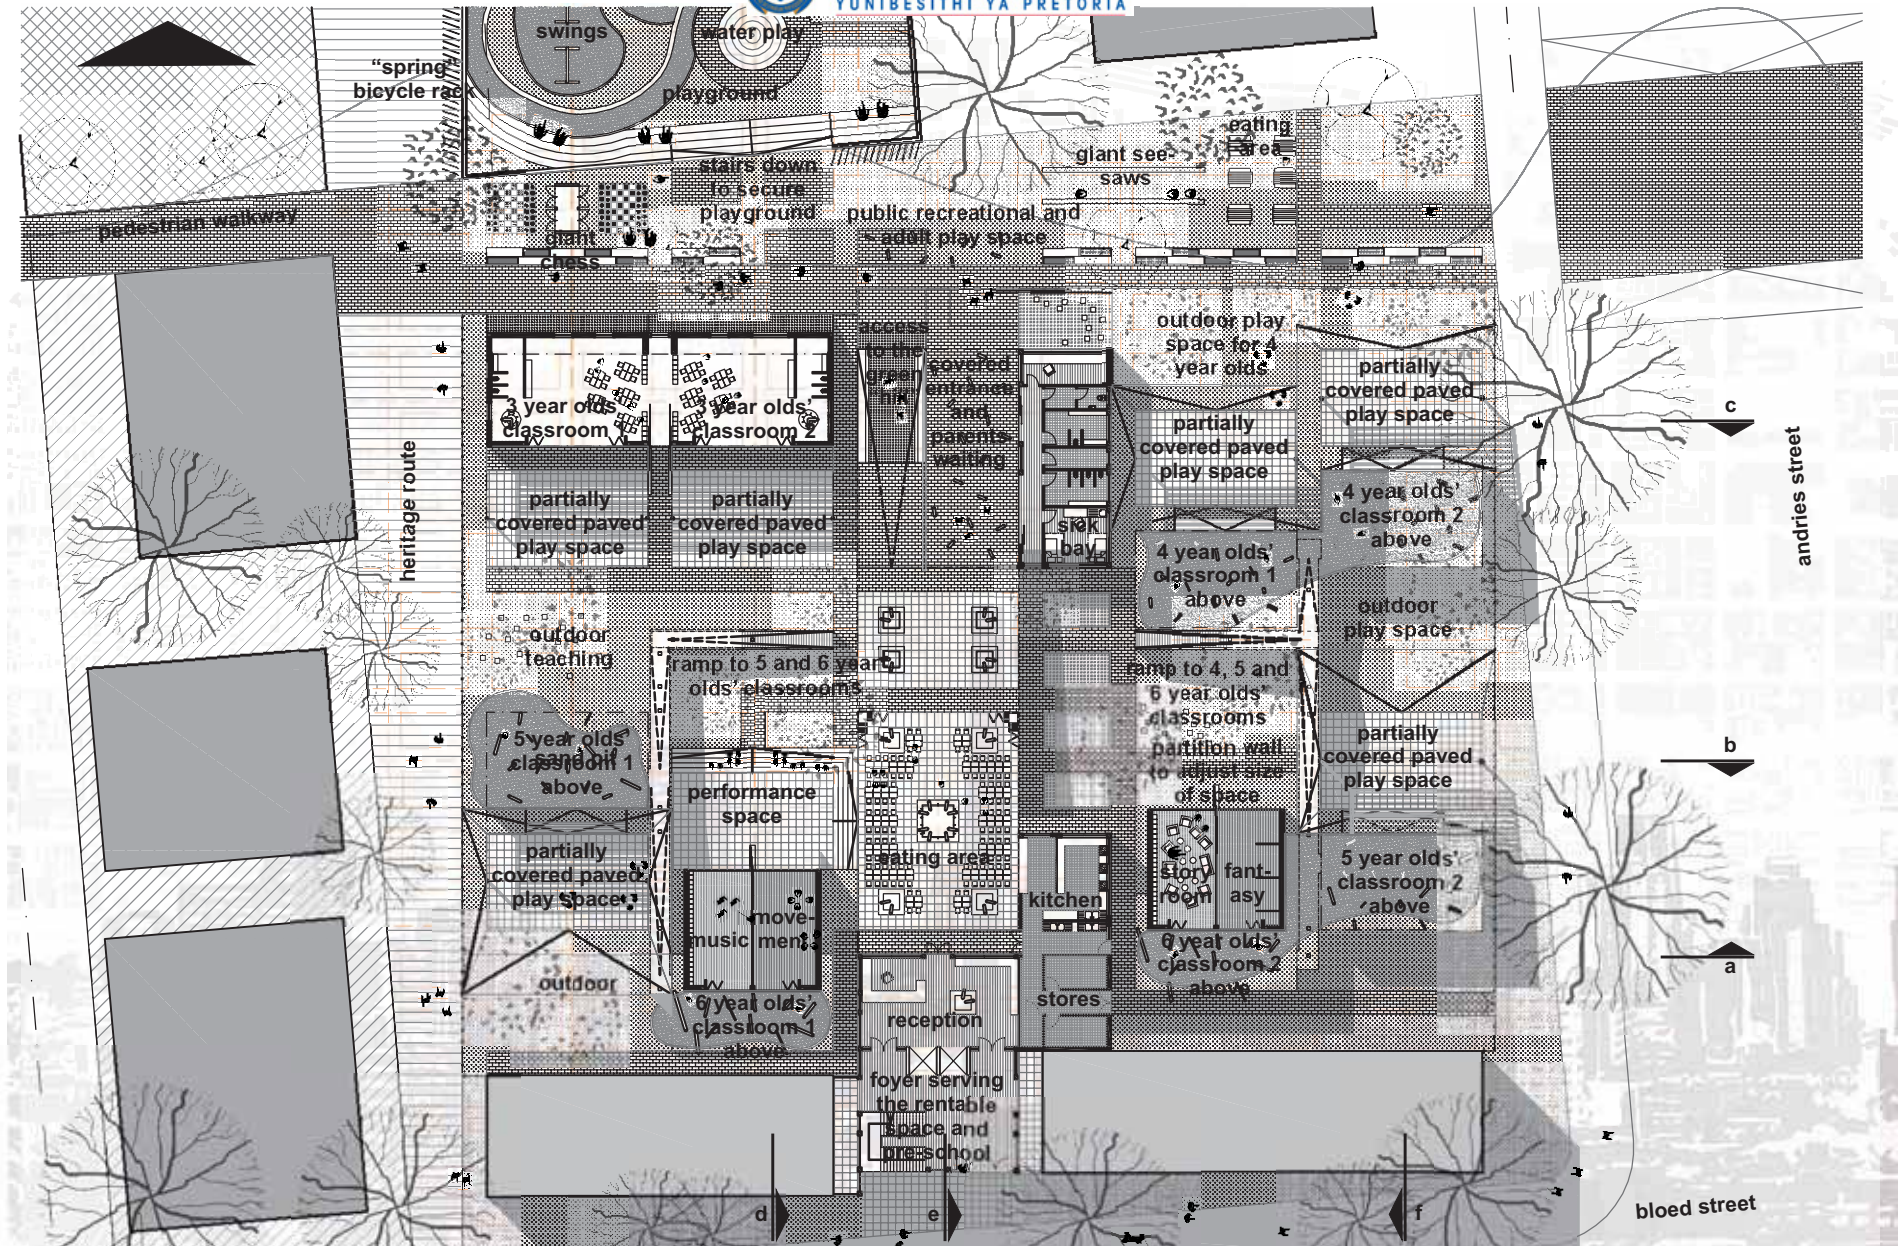 YUNIBESITHI YA PRETORIA
swings
water play
"spring"
bicycle rack
playground
eating
area
giant see-
saws
stairs down
to secure
playground
pedestrian walkway
public recreational and
adult play space
giant
chess
access
to the
green
covered
entrance
and
parents
waiting
outdoor play
space for 4
year olds
partially
covered paved
play space
3 year olds'
classroom
3 year olds'
classroom 2
partially
covered paved
play space
c
andries street
heritage route
partially
covered paved
play space
partially
covered paved
play space
sick
bay
4 year olds'
classroom 2
above
4 year olds'
classroom 1
above
outdoor
play space
outdoor
teaching
ramp to 5 and 6 year
olds' classrooms
ramp to 4, 5 and
6 year olds'
classrooms
partition wall
to adjust size
of space
5 year olds'
classroom 1
above
sand pit
partially
covered paved
play space
b
performance
space
eating area
partially
covered paved
play space
story
room
fant-
asy
5 year olds'
classroom 2
above
kitchen
music
move-
men
6 year olds'
classroom 2
above
a
outdoor
6 year olds'
classroom 1
above
reception
stores
foyer serving
the rentable
space and
pre-school
d
e
f
bloed street